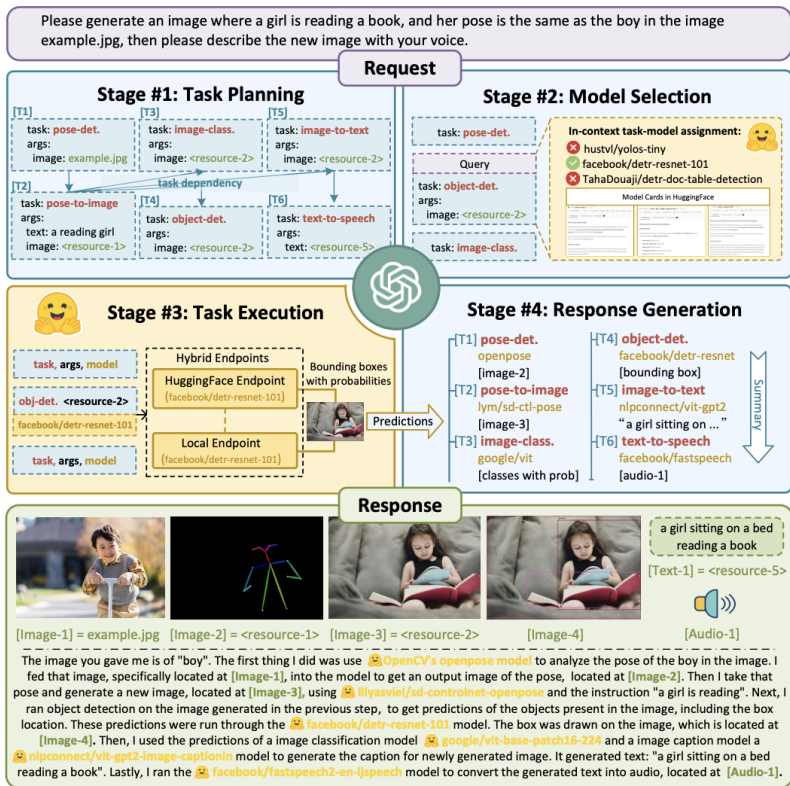 Please generate an image where a girl is reading a book, and her pose is the same as the boy in the image
example.jpg, then please describe the new image with your voice.
Request
Stage #1: Task Planning
[T1]
task: pose-det.
args:
image: example.jpg
[T3]
task: image-class.
args:
image: <resource-2>
[T5]
task: image-to-text
args:
image: <resource-2>
task dependency
[T2]
task: pose-to-image
args:
text: a reading girl
image: <resource-1>
[T4]
task: object-det.
args:
image: <resource-2>
[T6]
task: text-to-speech
args:
text: <resource-5>
Stage #2: Model Selection
task: pose-det.
Query
task: object-det.
args:
image: <resource-2>
task: image-class.
In-context task-model assignment:
hustvl/yolos-tiny
facebook/detr-resnet-101
TahaDouaji/detr-doc-table-detection
Model Cards in HuggingFace
Stage #3: Task Execution
task, args, model
obj-det. <resource-2>
facebook/detr-resnet-101
task, args, model
Hybrid Endpoints
HuggingFace Endpoint
(facebook/detr-resnet-101)
Local Endpoint
(facebook/detr-resnet-101)
Bounding boxes
with probabilities
Predictions
Stage #4: Response Generation
[T1] pose-det.
openpose
[image-2]
[T2] pose-to-image
lym/sd-ctl-pose
[image-3]
[T3] image-class.
google/vit
[classes with prob]
[T4] object-det.
facebook/detr-resnet
[bounding box]
[T5] image-to-text
nlpconnect/vit-gpt2
“a girl sitting on ...”
[T6] text-to-speech
facebook/fastspeech
[audio-1]
Summary
Response
a girl sitting on a bed
reading a book
[Text-1] = <resource-5>
[Image-1] = example.jpg
[Image-2] = <resource-1>
[Image-3] = <resource-2>
[Image-4]
[Audio-1]
The image you gave me is of "boy". The first thing I did was use OpenCV's openpose model to analyze the pose of the boy in the image. I
fed that image, specifically located at [Image-1], into the model to get an output image of the pose, located at [Image-2]. Then I take that
pose and generate a new image, located at [Image-3], using lllyasviel/sd-controlnet-openpose and the instruction "a girl is reading". Next, I
ran object detection on the image generated in the previous step, to get predictions of the objects present in the image, including the box
location. These predictions were run through the facebook/detr-resnet-101 model. The box was drawn on the image, which is located at
[Image-4]. Then, I used the predictions of a image classification model google/vit-base-patch16-224 and a image caption model a
nlpconnect/vit-gpt2-image-captionin model to generate the caption for newly generated image. It generated text: "a girl sitting on a bed
reading a book". Lastly, I ran the facebook/fastspeech2-en-ljspeech model to convert the generated text into audio, located at [Audio-1].